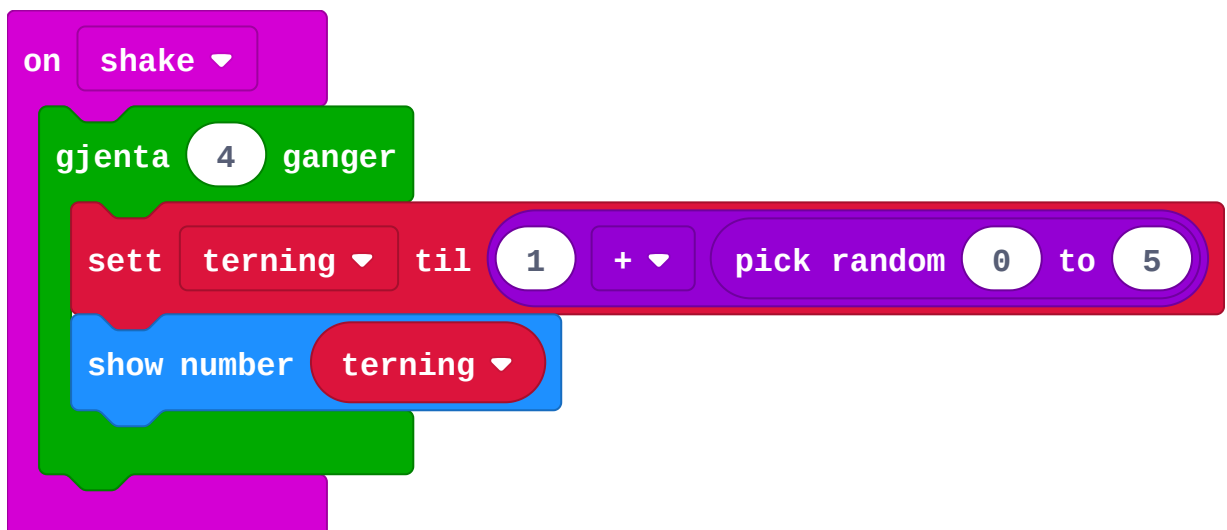 on shake
gjenta 4 ganger
sett terning til 1 + pick random 0 to 5
show number terning